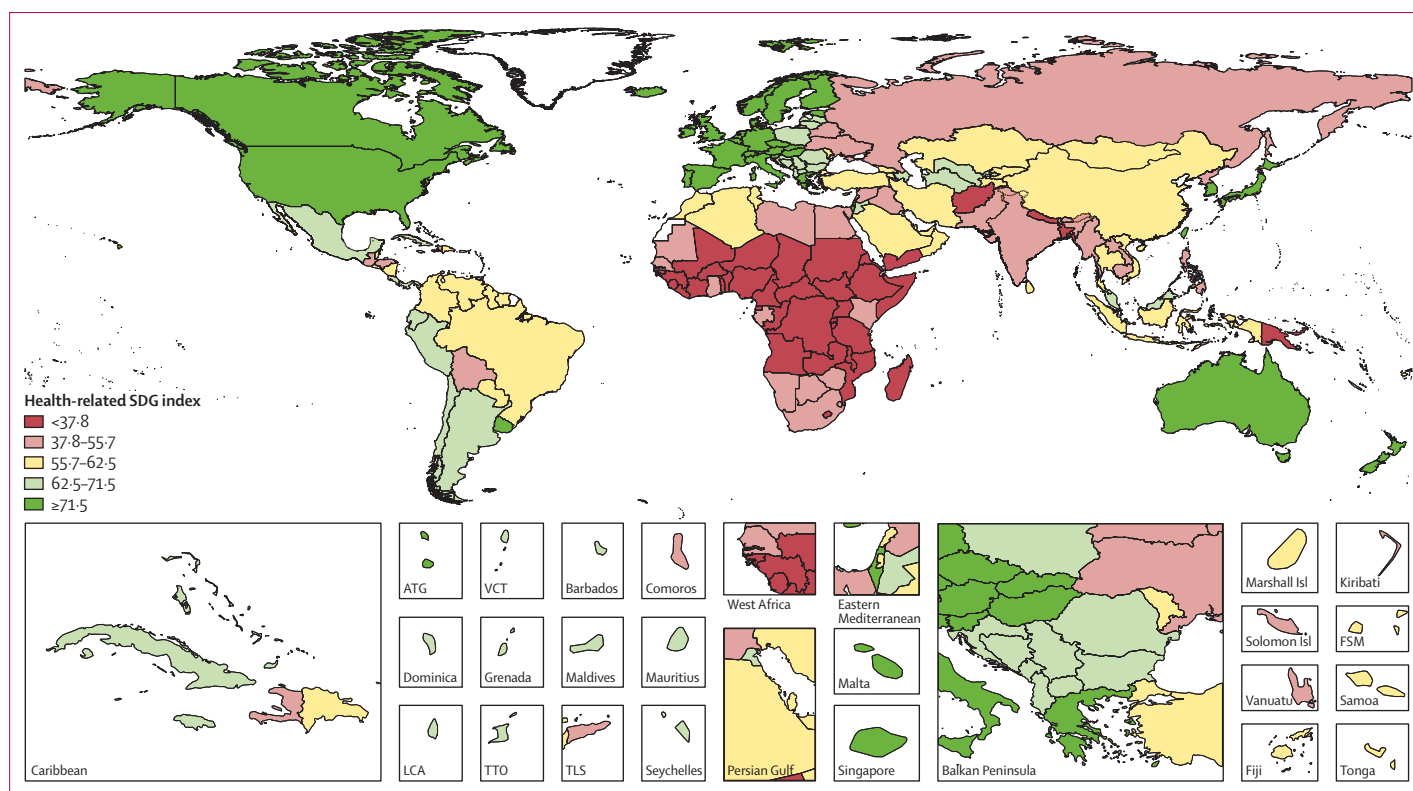 Health-related SDG index
<37·8
37·8–55·7
55·7–62·5
62·5–71·5
≥71·5
Caribbean
ATG
VCT
Barbados
Comoros
Dominica
Grenada
Maldives
Mauritius
LCA
TTO
TLS
Seychelles
West Africa
Eastern
Mediterranean
Persian Gulf
Malta
Singapore
Balkan Peninsula
Marshall Isl
Kiribati
Solomon Isl
FSM
Vanuatu
Samoa
Fiji
Tonga